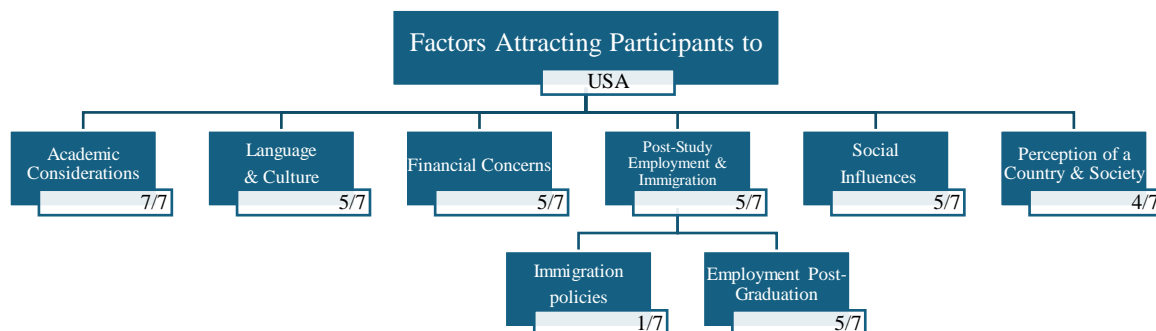 Factors Attracting Participants to
USA
Academic
Considerations
7/7
Language
& Culture
5/7
Financial Concerns
5/7
Post-Study
Employment &
Immigration
5/7
Social
Influences
5/7
Perception of a
Country & Society
4/7
Immigration
policies
1/7
Employment Post-
Graduation
5/7